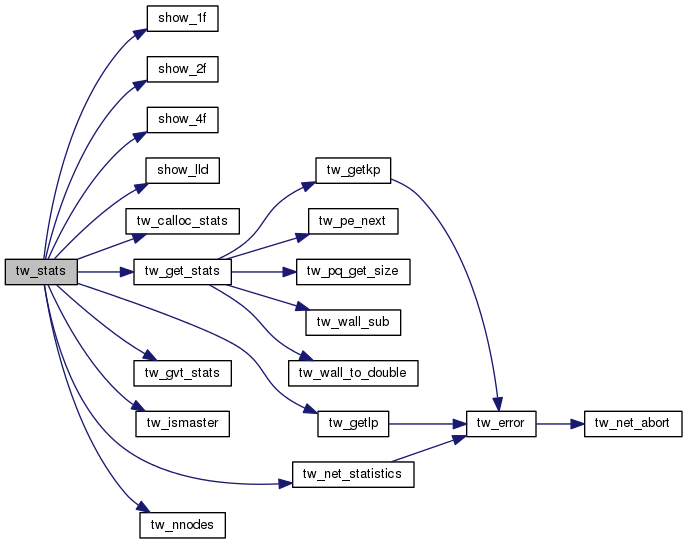 show_1f
show_2f
show_4f
show_lld
tw_getkp
tw_calloc_stats
tw_pe_next
tw_stats
tw_get_stats
tw_pq_get_size
tw_wall_sub
tw_gvt_stats
tw_wall_to_double
tw_ismaster
tw_getlp
tw_error
tw_net_abort
tw_net_statistics
tw_nnodes